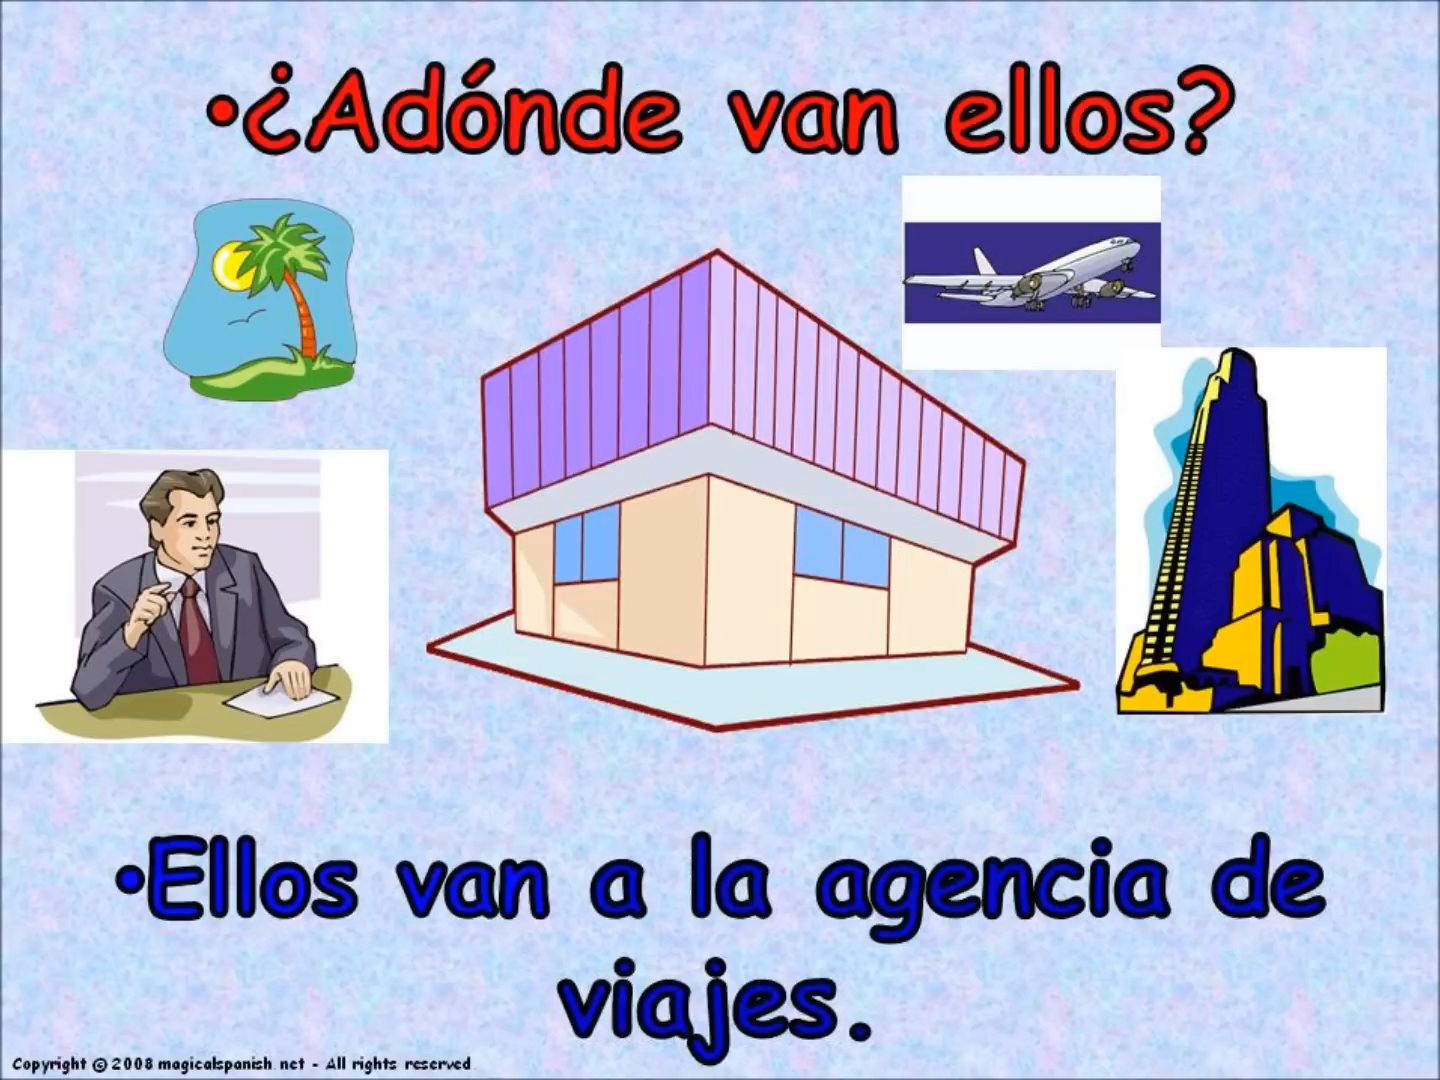 •¿Adónde van ellos?
•Ellos van a la agencia de
viajes.
Copyright © 2008 magicalspanish.net - All rights reserved